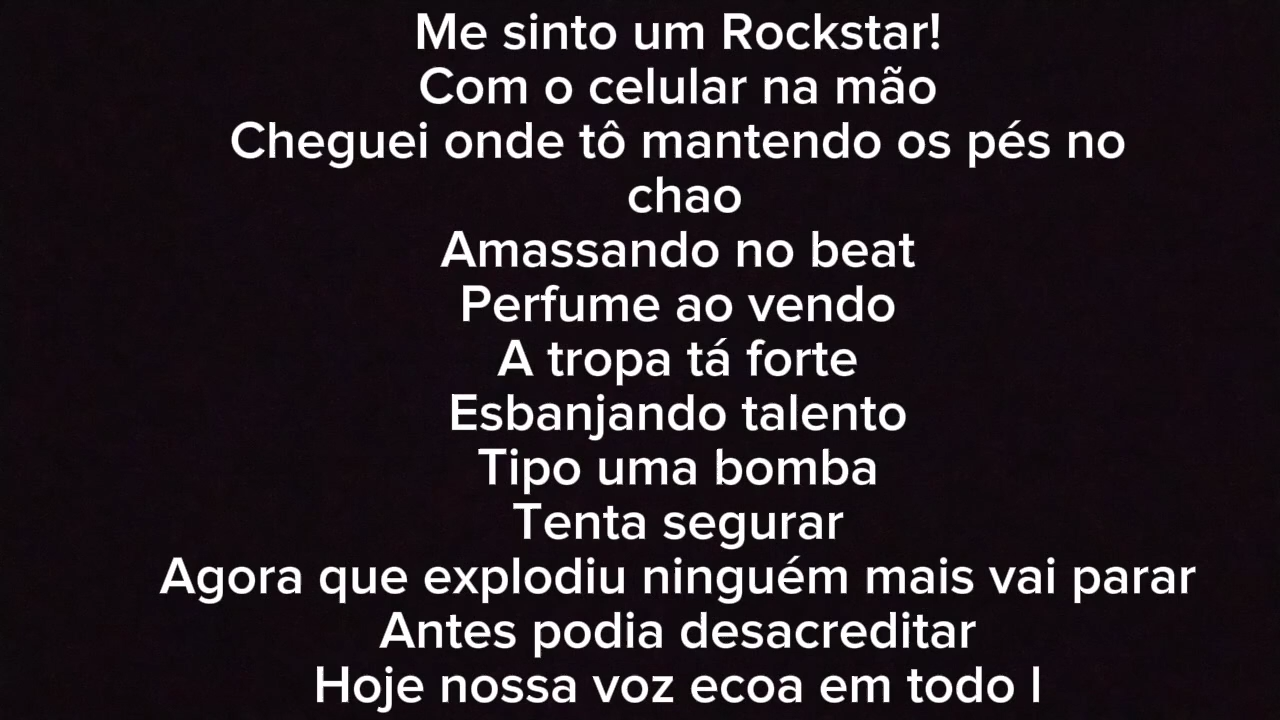 Me sinto um Rockstar!
Com o celular na mão
Cheguei onde tô mantendo os pés no
chao
Amassando no beat
Perfume ao vendo
A tropa tá forte
Esbanjando talento
Tipo uma bomba
Tenta segurar
Agora que explodiu ninguém mais vai parar
Antes podia desacreditar
Hoje nossa voz ecoa em todo l